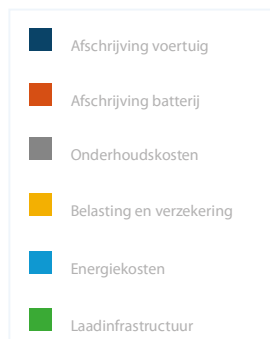 Afschrijving voertuig
Afschrijving batterij
Onderhoudskosten
Belasting en verzekering
Energiekosten
Laadinfrastructuur